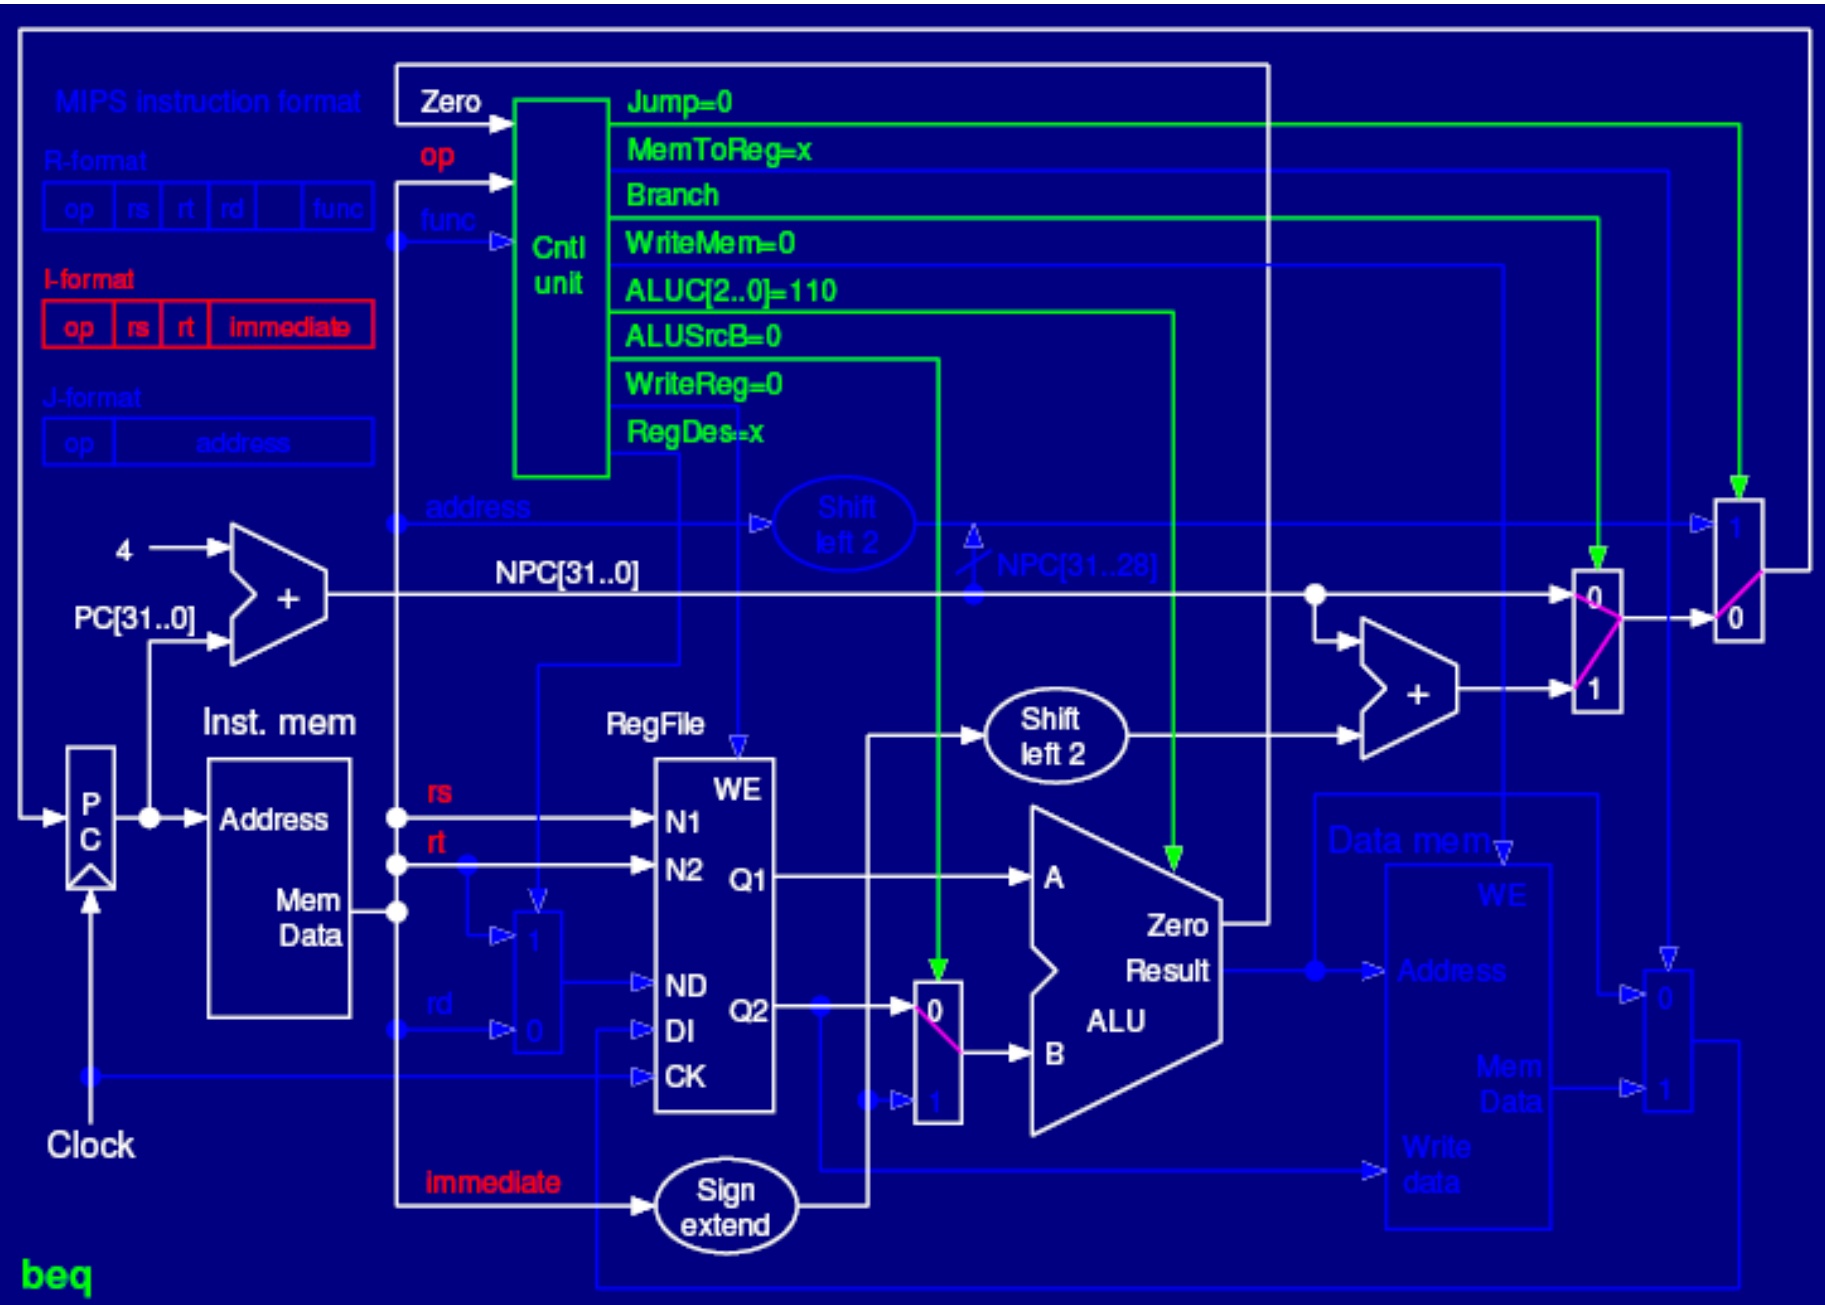 MIPS instruction format
R-format
op rs rt rd func
I-format
op rs rt immediate
J-format
op address
Zero
op
func
Cntl
unit
Jump=0
MemToReg=x
Branch
WriteMem=0
ALUC[2..0]=110
ALUSrcB=0
WriteReg=0
RegDes=x
address
Shift
left 2
NPC[31..28]
1
0
4
+
PC[31..0]
NPC[31..0]
0
1
+
Shift
left 2
Inst. mem
Address
Mem
Data
P
C
Clock
rs
rt
rd
1
0
immediate
Sign
extend
RegFile
WE
N1
N2
Q1
ND
Q2
DI
CK
0
1
A
B
Zero
Result
ALU
Data mem
WE
Address
Mem
Data
Write
data
0
1
beq